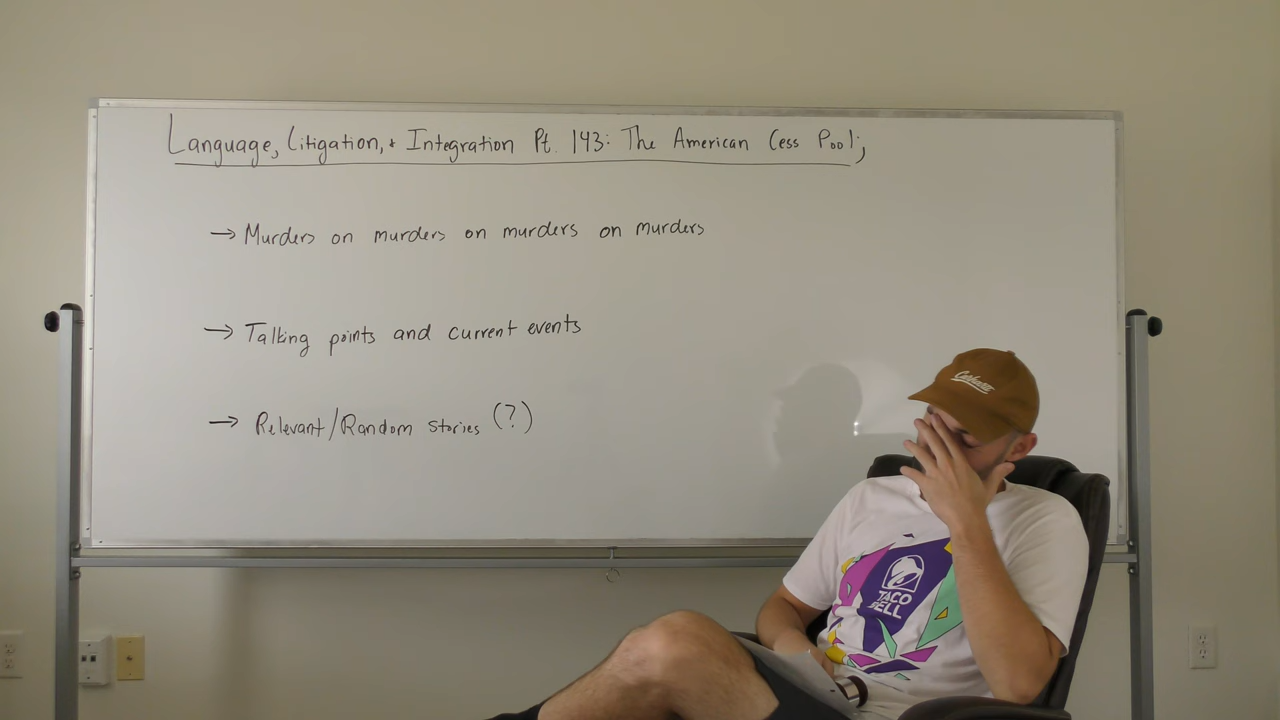 Language, Litigation, + Integration Pt. 143: The American Cess Pool;
→ Murders on murders on murders on murders
→ Talking points and current events
→ Relevant/Random stories (?)
Carhartt
TACO
BELL